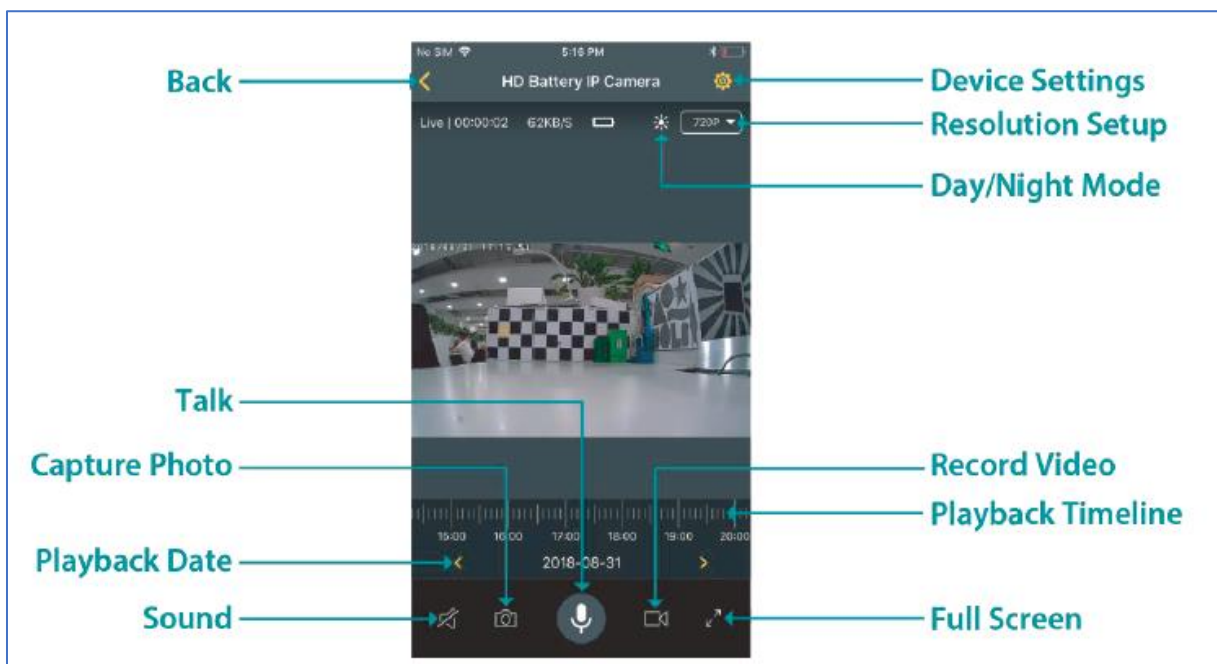 No SIM 5:16 PM
Back
HD Battery IP Camera
Device Settings
Live | 00:00:02 62KB/S
720P
Resolution Setup
Day/Night Mode
Talk
Capture Photo
Record Video
Playback Timeline
15:00 16:00 17:00 18:00 19:00 20:00
Playback Date
2018-08-31
Sound
Full Screen